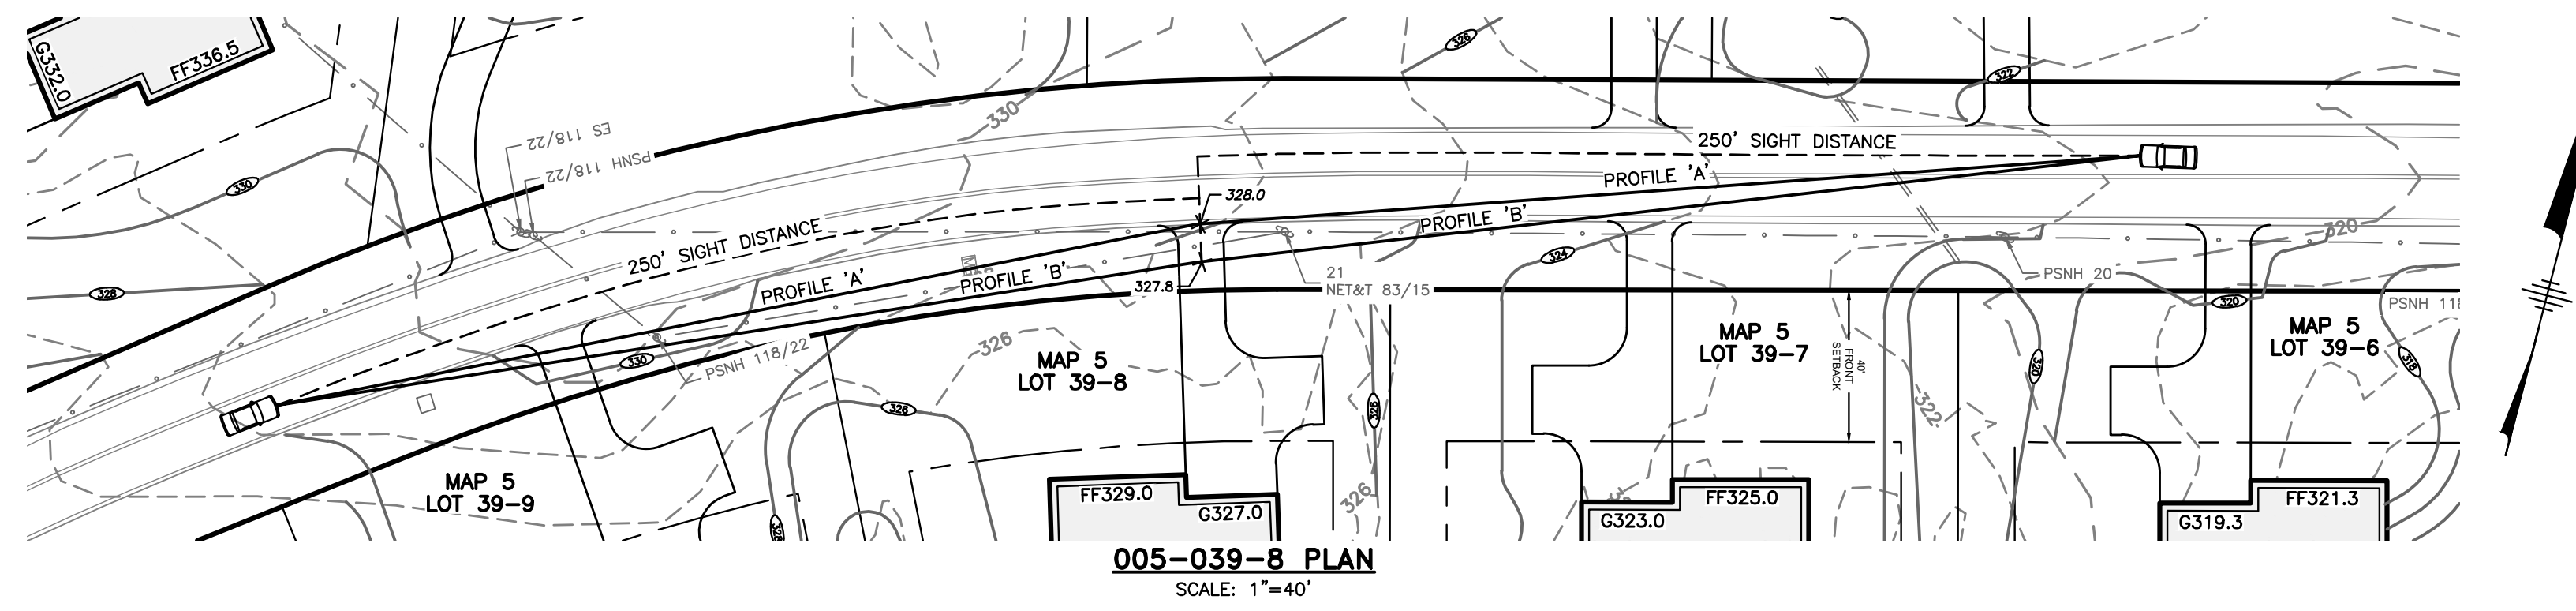 G332.0
FF336.5
326
322
330
ES 118/22
PSNH 118/22
250' SIGHT DISTANCE
PROFILE 'A'
328.0
330
250' SIGHT DISTANCE
PROFILE 'B'
320
324
PROFILE 'A'
PROFILE 'B'
327.8
21
NET&T 83/15
PSNH 20
328
320
PSNH 118
330
PSNH 118/22
326
MAP 5
LOT 39-8
MAP 5
LOT 39-7
40'
FRONT
SETBACK
MAP 5
LOT 39-6
320
318
326
322
MAP 5
LOT 39-9
FF329.0
G327.0
326
G323.0
FF325.0
G319.3
FF321.3
005-039-8 PLAN
SCALE: 1"=40'